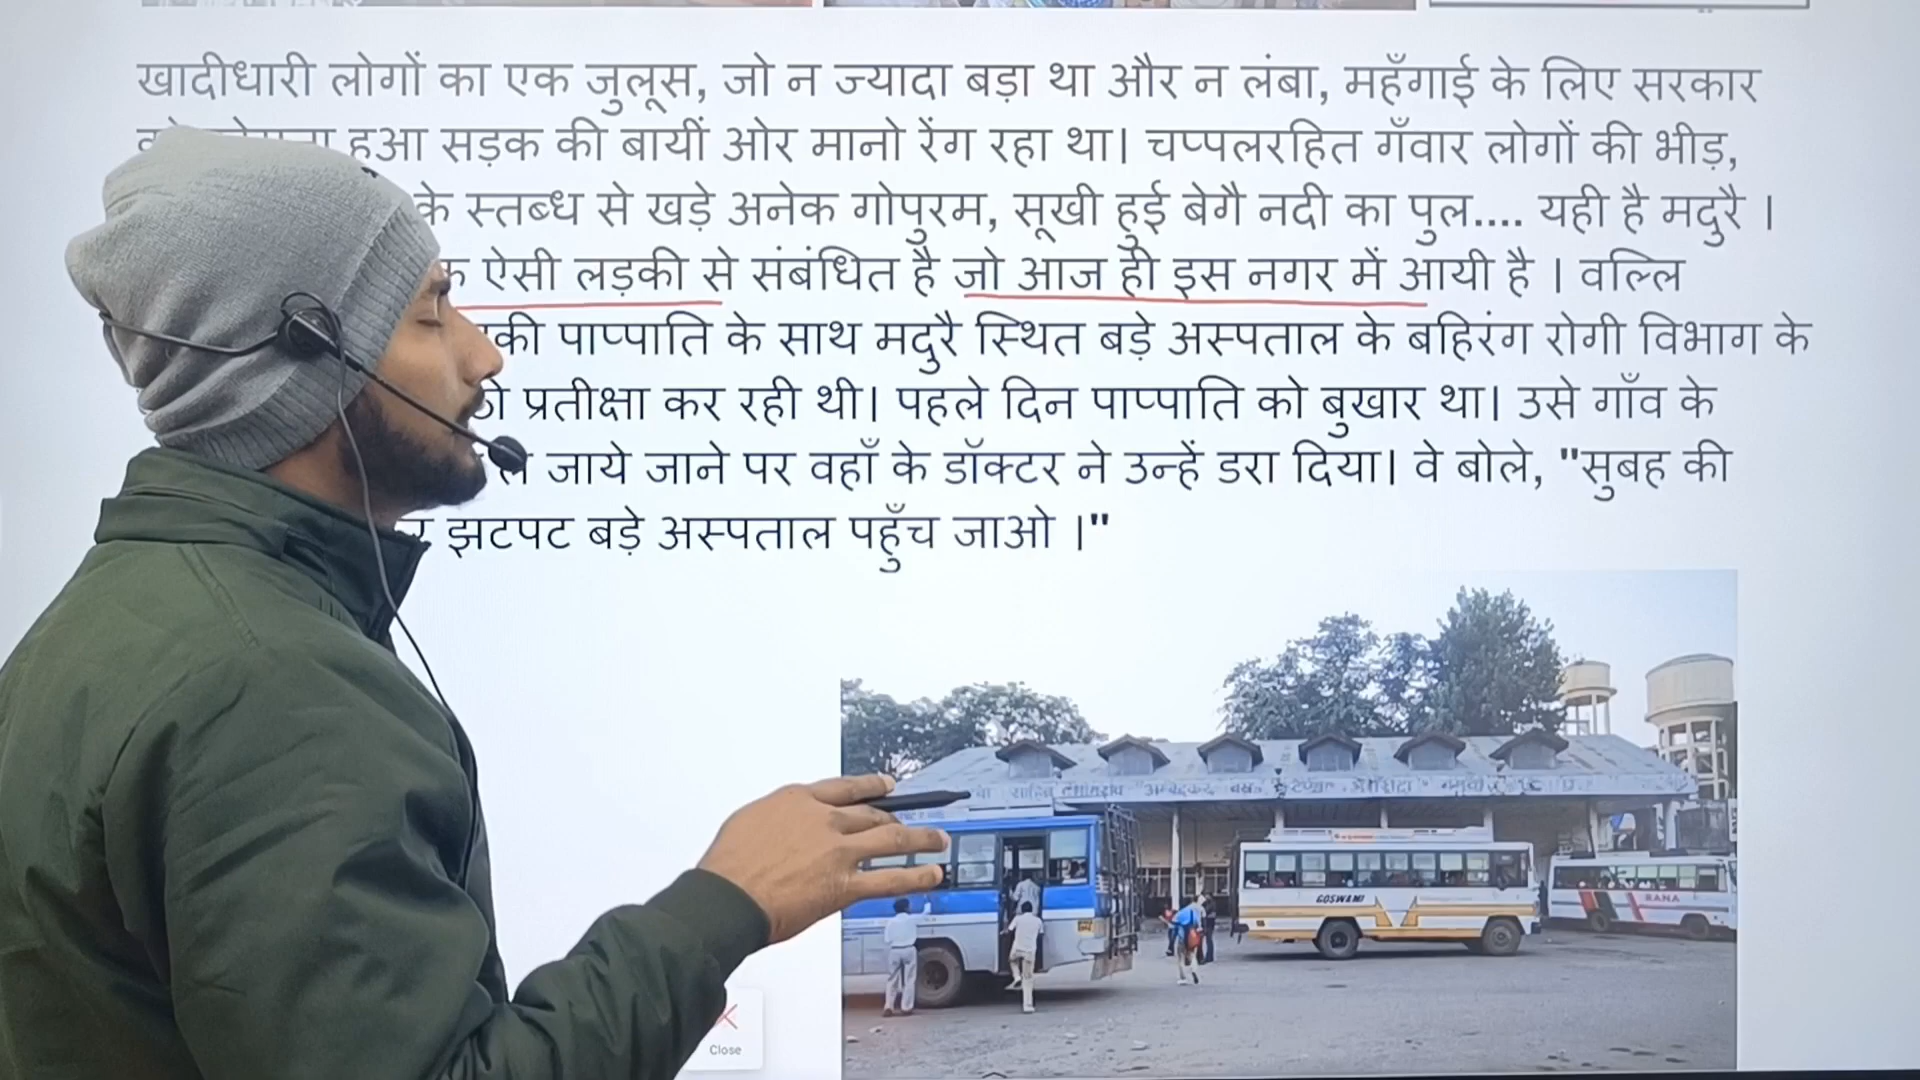 खादीधारी लोगों का एक जुलूस, जो न ज्यादा बड़ा था और न लंबा, महँगाई के लिए सरकार
हुआ सड़क की बायीं ओर मानो रेंग रहा था। चप्पलरहित गँवार लोगों की भीड़,
के स्तब्ध से खड़े अनेक गोपुरम, सूखी हुई बेगै नदी का पुल.... यही है मदुरै ।
ऐसी लड़की से संबंधित है जो आज ही इस नगर में आयी है । वल्लि
की पाप्पाति के साथ मदुरै स्थित बड़े अस्पताल के बहिरंग रोगी विभाग के
प्रतीक्षा कर रही थी। पहले दिन पाप्पाति को बुखार था। उसे गाँव के
जाये जाने पर वहाँ के डॉक्टर ने उन्हें डरा दिया। वे बोले, "सुबह की
झटपट बड़े अस्पताल पहुँच जाओ ।"
GOSWAMI
RANA
Close